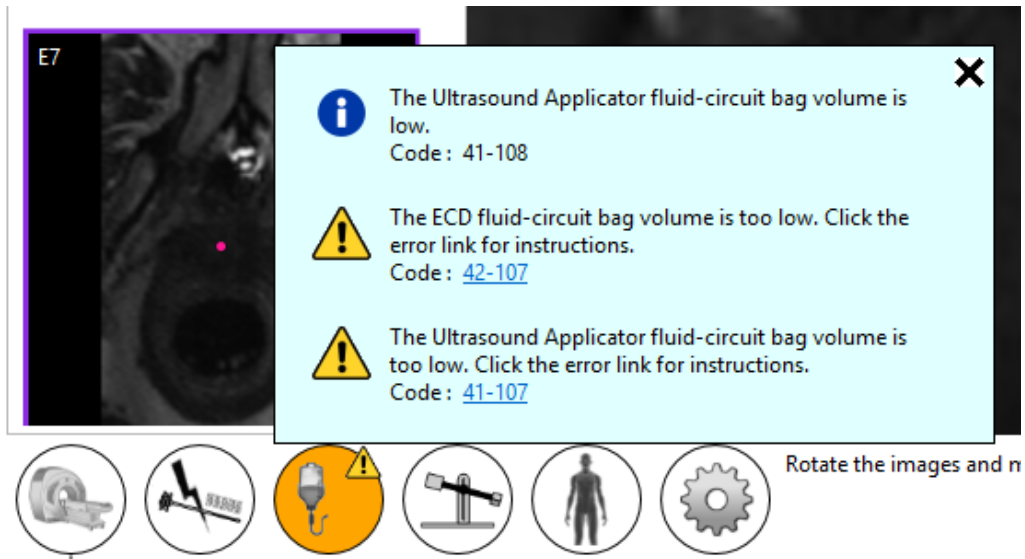 E7
The Ultrasound Applicator fluid-circuit bag volume is
low.
Code : 41-108
The ECD fluid-circuit bag volume is too low. Click the
error link for instructions.
Code : 42-107
The Ultrasound Applicator fluid-circuit bag volume is
too low. Click the error link for instructions.
Code : 41-107
Rotate the images and m